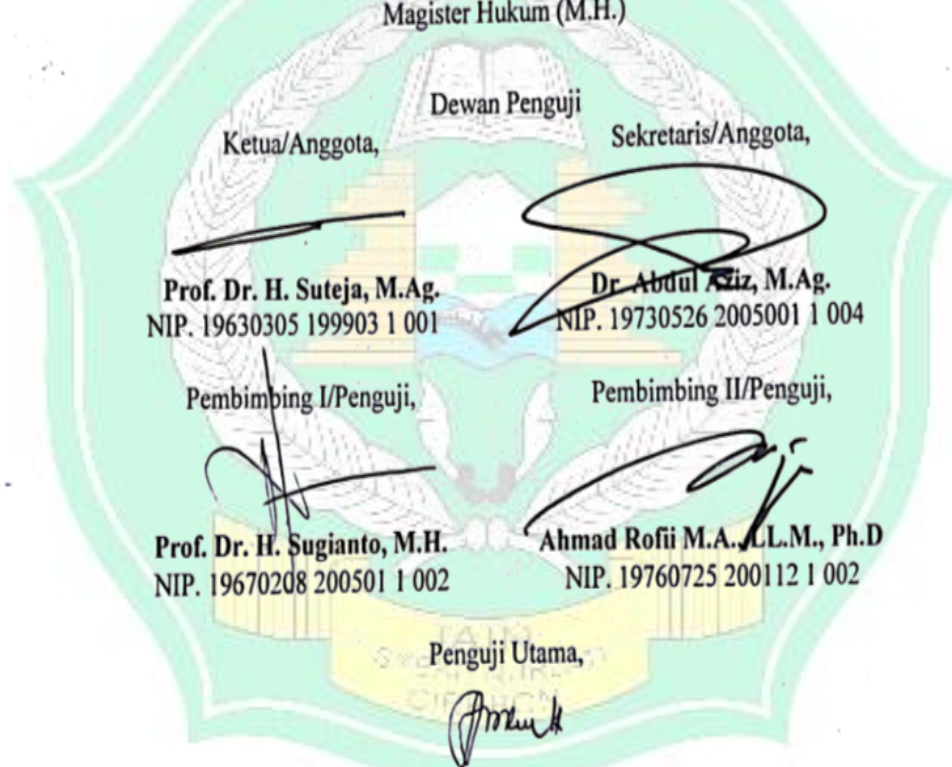 Magister Hukum (M.H.)
Dewan Penguji
Ketua/Anggota,
Sekretaris/Anggota,
Prof. Dr. H. Suteja, M.Ag.
NIP. 19630305 199903 1 001
Dr. Abdul Aziz, M.Ag.
NIP. 19730526 2005001 1 004
Pembimbing I/Penguji,
Pembimbing II/Penguji,
Prof. Dr. H. Sugianto, M.H.
NIP. 19670208 200501 1 002
Ahmad Rofii M.A., LL.M., Ph.D
NIP. 19760725 200112 1 002
Penguji Utama,